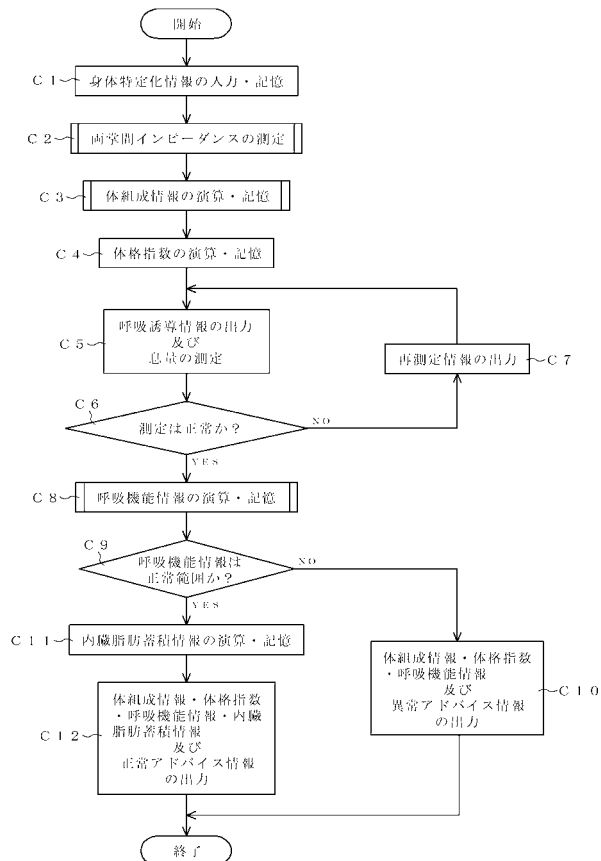 開始
C1
身体特定化情報の入力・記憶
C2
両掌間インピーダンスの測定
C3
体組成情報の演算・記憶
C4
体格指数の演算・記憶
C5
呼吸誘導情報の出力
及び
息量の測定
再測定情報の出力
C7
C6
測定は正常か？
NO
YES
C8
呼吸機能情報の演算・記憶
C9
呼吸機能情報は
正常範囲か？
NO
YES
C11
内臓脂肪蓄積情報の演算・記憶
体組成情報・体格指数
・呼吸機能情報
及び
異常アドバイス情報
の出力
C10
C12
体組成情報・体格指数
・呼吸機能情報・内臓
脂肪蓄積情報
及び
正常アドバイス情報
の出力
終了